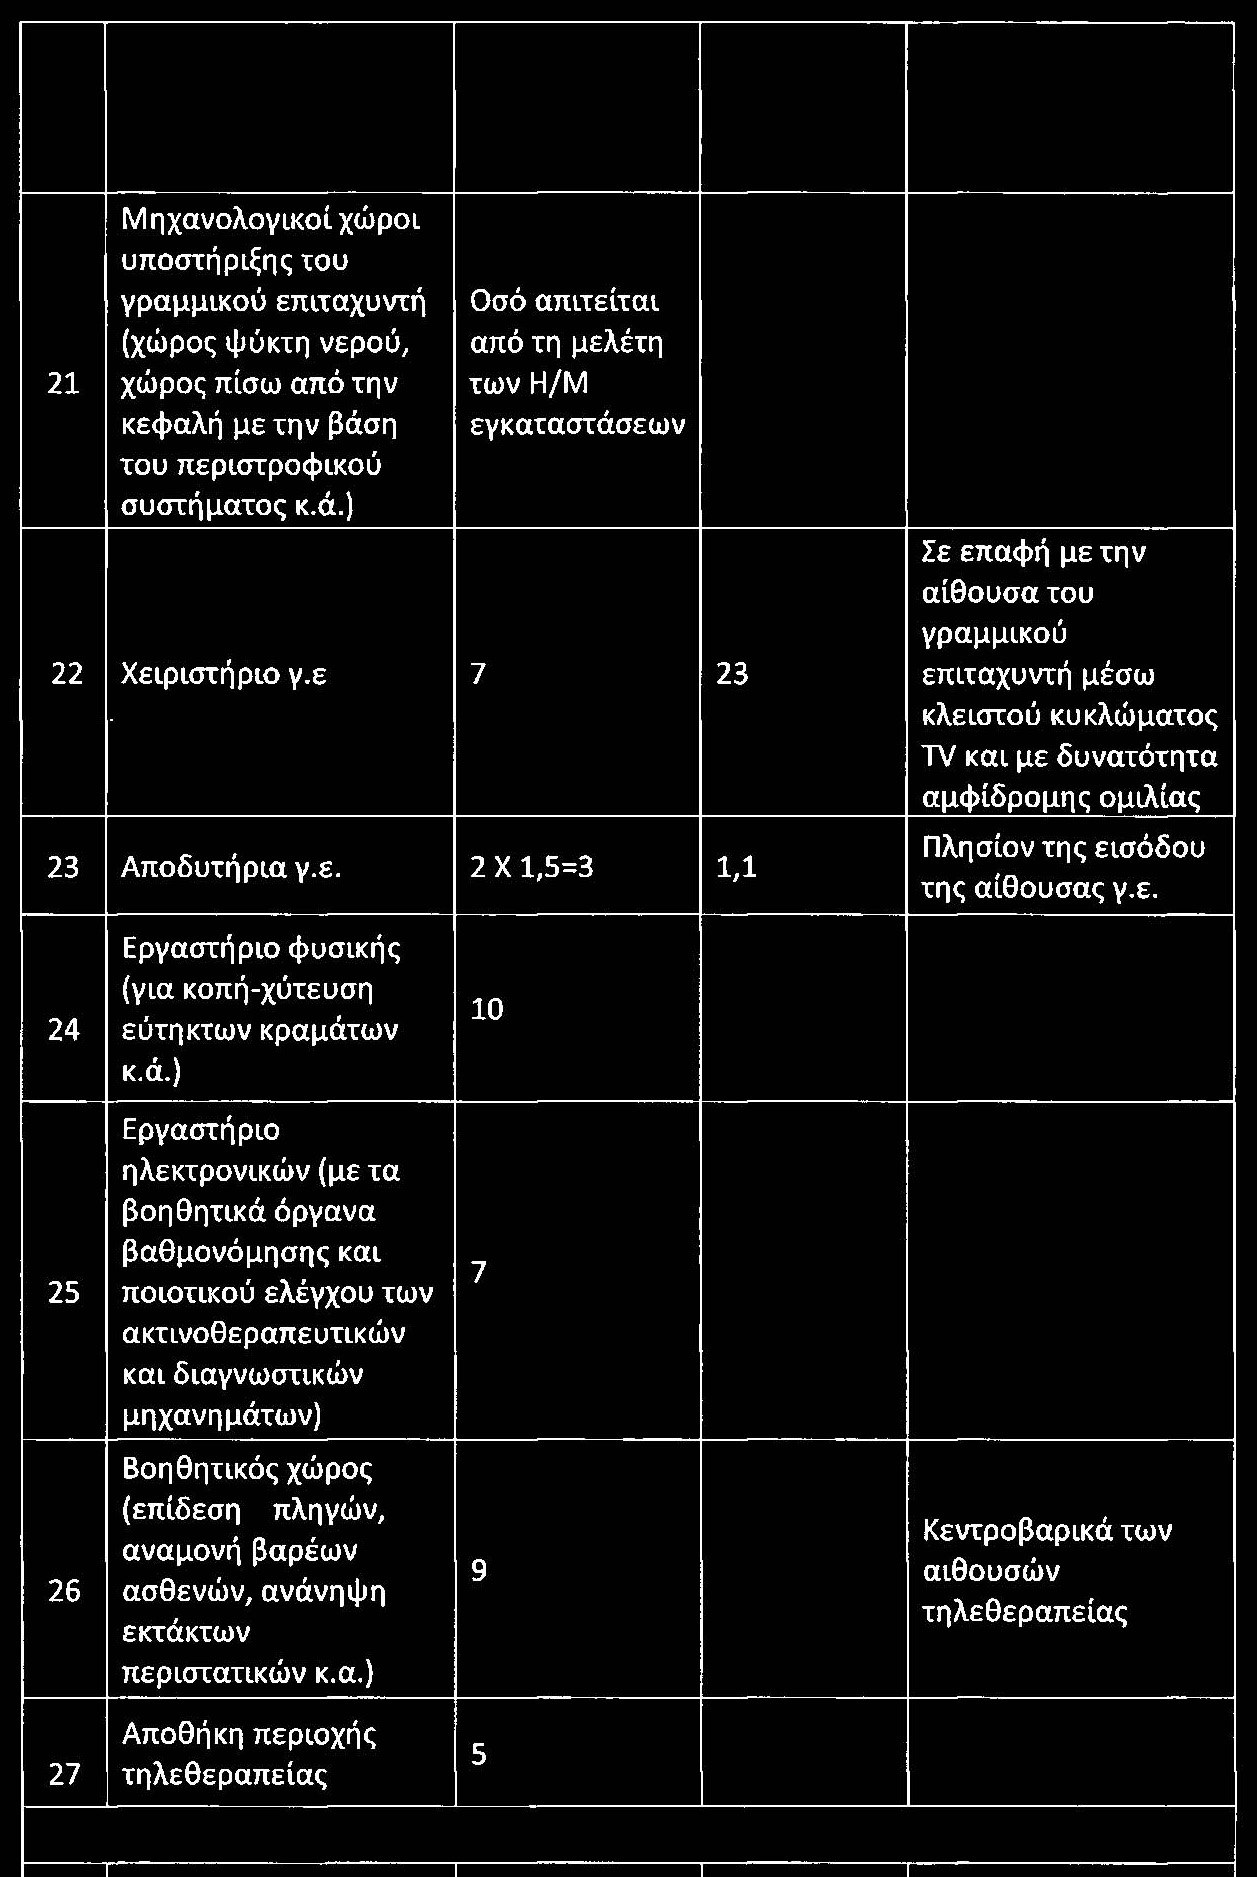 21
Μηχανολογικοί χώροι
υποστήριξης του
γραμμικού επιταχυντή
(χώρος ψύκτη νερού,
χώρος πίσω από την
κεφαλή με την βάση
του περιστροφικού
συστήματος κ.ά.)
Οσό απιτείται
από τη μελέτη
των Η/Μ
εγκαταστάσεων
22
Χειριστήριο γ.ε
7
23
Σε επαφή με την
αίθουσα του
γραμμικού
επιταχυντή μέσω
κλειστού κυκλώματος
TV και με δυνατότητα
αμφίδρομης ομιλίας
23
Αποδυτήρια γ.ε.
2 Χ 1,5=3
1,1
Πλησίον της εισόδου
της αίθουσας γ.ε.
24
Εργαστήριο φυσικής
(για κοπή-χύτευση
εύτηκτων κραμάτων
κ.ά.)
10
25
Εργαστήριο
ηλεκτρονικών (με τα
βοηθητικά όργανα
βαθμονόμησης και
ποιοτικού ελέγχου των
ακτινοθεραπευτικών
και διαγνωστικών
μηχανημάτων)
7
26
Βοηθητικός χώρος
(επίδεση πληγών,
αναμονή βαρέων
ασθενών, ανάνηψη
εκτάκτων
περιστατικών κ.α.)
9
Κεντροβαρικά των
αιθουσών
τηλεθεραπείας
27
Αποθήκη περιοχής
τηλεθεραπείας
5